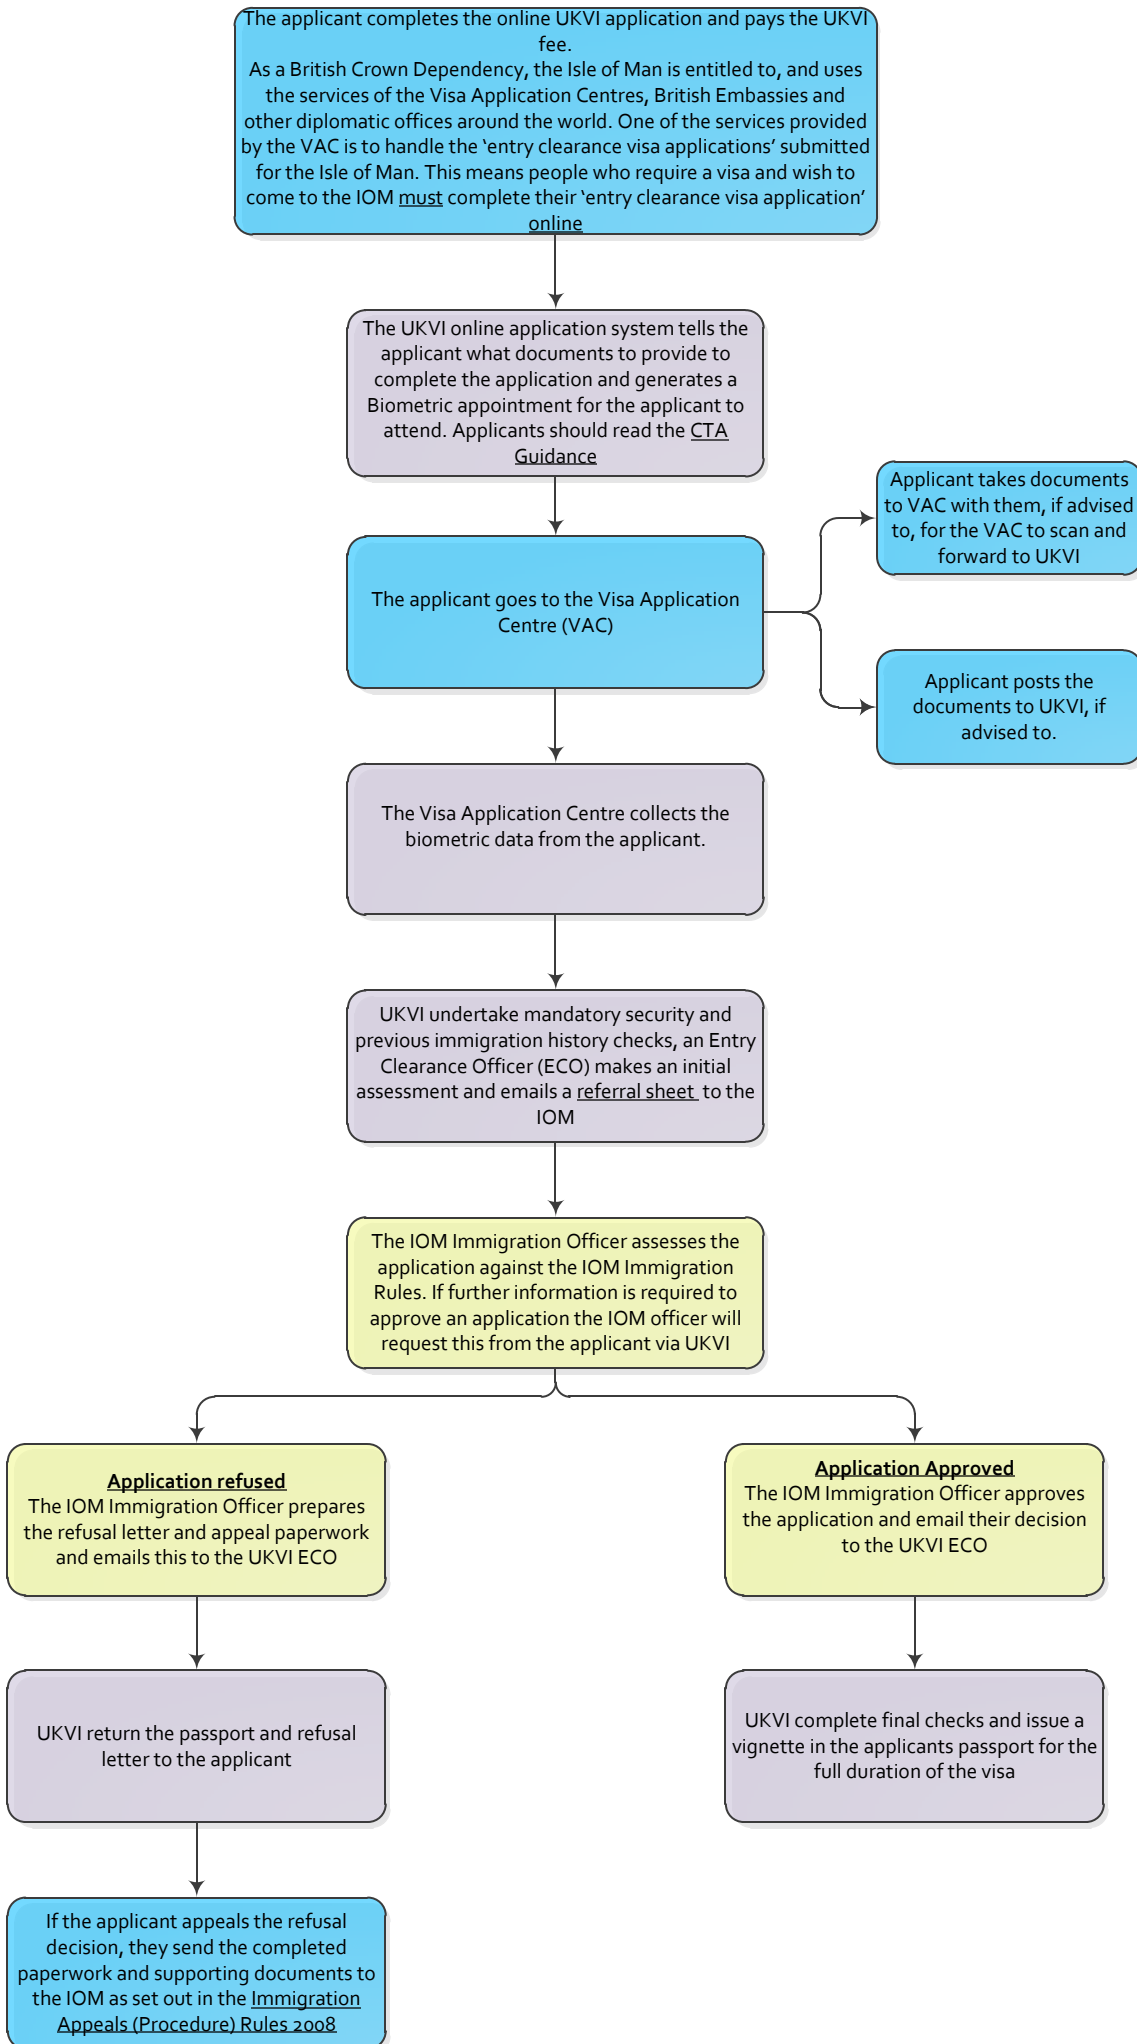 The applicant completes the online UKVI application and pays the UKVI
fee.
As a British Crown Dependency, the Isle of Man is entitled to, and uses
the services of the Visa Application Centres, British Embassies and
other diplomatic offices around the world. One of the services provided
by the VAC is to handle the ‘entry clearance visa applications’ submitted
for the Isle of Man. This means people who require a visa and wish to
come to the IOM must complete their ‘entry clearance visa application’
online
The UKVI online application system tells the
applicant what documents to provide to
complete the application and generates a
Biometric appointment for the applicant to
attend. Applicants should read the CTA
Guidance
Applicant takes documents
to VAC with them, if advised
to, for the VAC to scan and
forward to UKVI
The applicant goes to the Visa Application
Centre (VAC)
Applicant posts the
documents to UKVI, if
advised to.
The Visa Application Centre collects the
biometric data from the applicant.
UKVI undertake mandatory security and
previous immigration history checks, an Entry
Clearance Officer (ECO) makes an initial
assessment and emails a referral sheet to the
IOM
The IOM Immigration Officer assesses the
application against the IOM Immigration
Rules. If further information is required to
approve an application the IOM officer will
request this from the applicant via UKVI
Application refused
The IOM Immigration Officer prepares
the refusal letter and appeal paperwork
and emails this to the UKVI ECO
Application Approved
The IOM Immigration Officer approves
the application and email their decision
to the UKVI ECO
UKVI return the passport and refusal
letter to the applicant
UKVI complete final checks and issue a
vignette in the applicants passport for the
full duration of the visa
If the applicant appeals the refusal
decision, they send the completed
paperwork and supporting documents to
the IOM as set out in the Immigration
Appeals (Procedure) Rules 2008